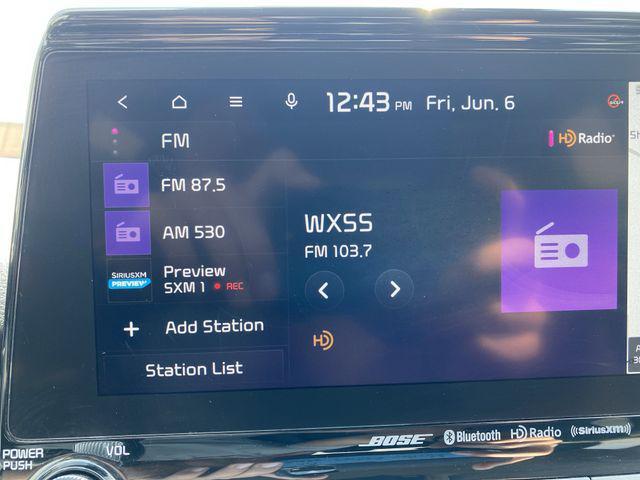 12:43 PM Fri, Jun. 6
FM
HD Radio
FM 87.5
AM 530
WXSS
FM 103.7
SIRIUSXM
PREVIEW
Preview
SXM 1 REC
Add Station
HD
Station List
BOSE Bluetooth HD Radio ((SiriusXM))
POWER VOL
PUSH